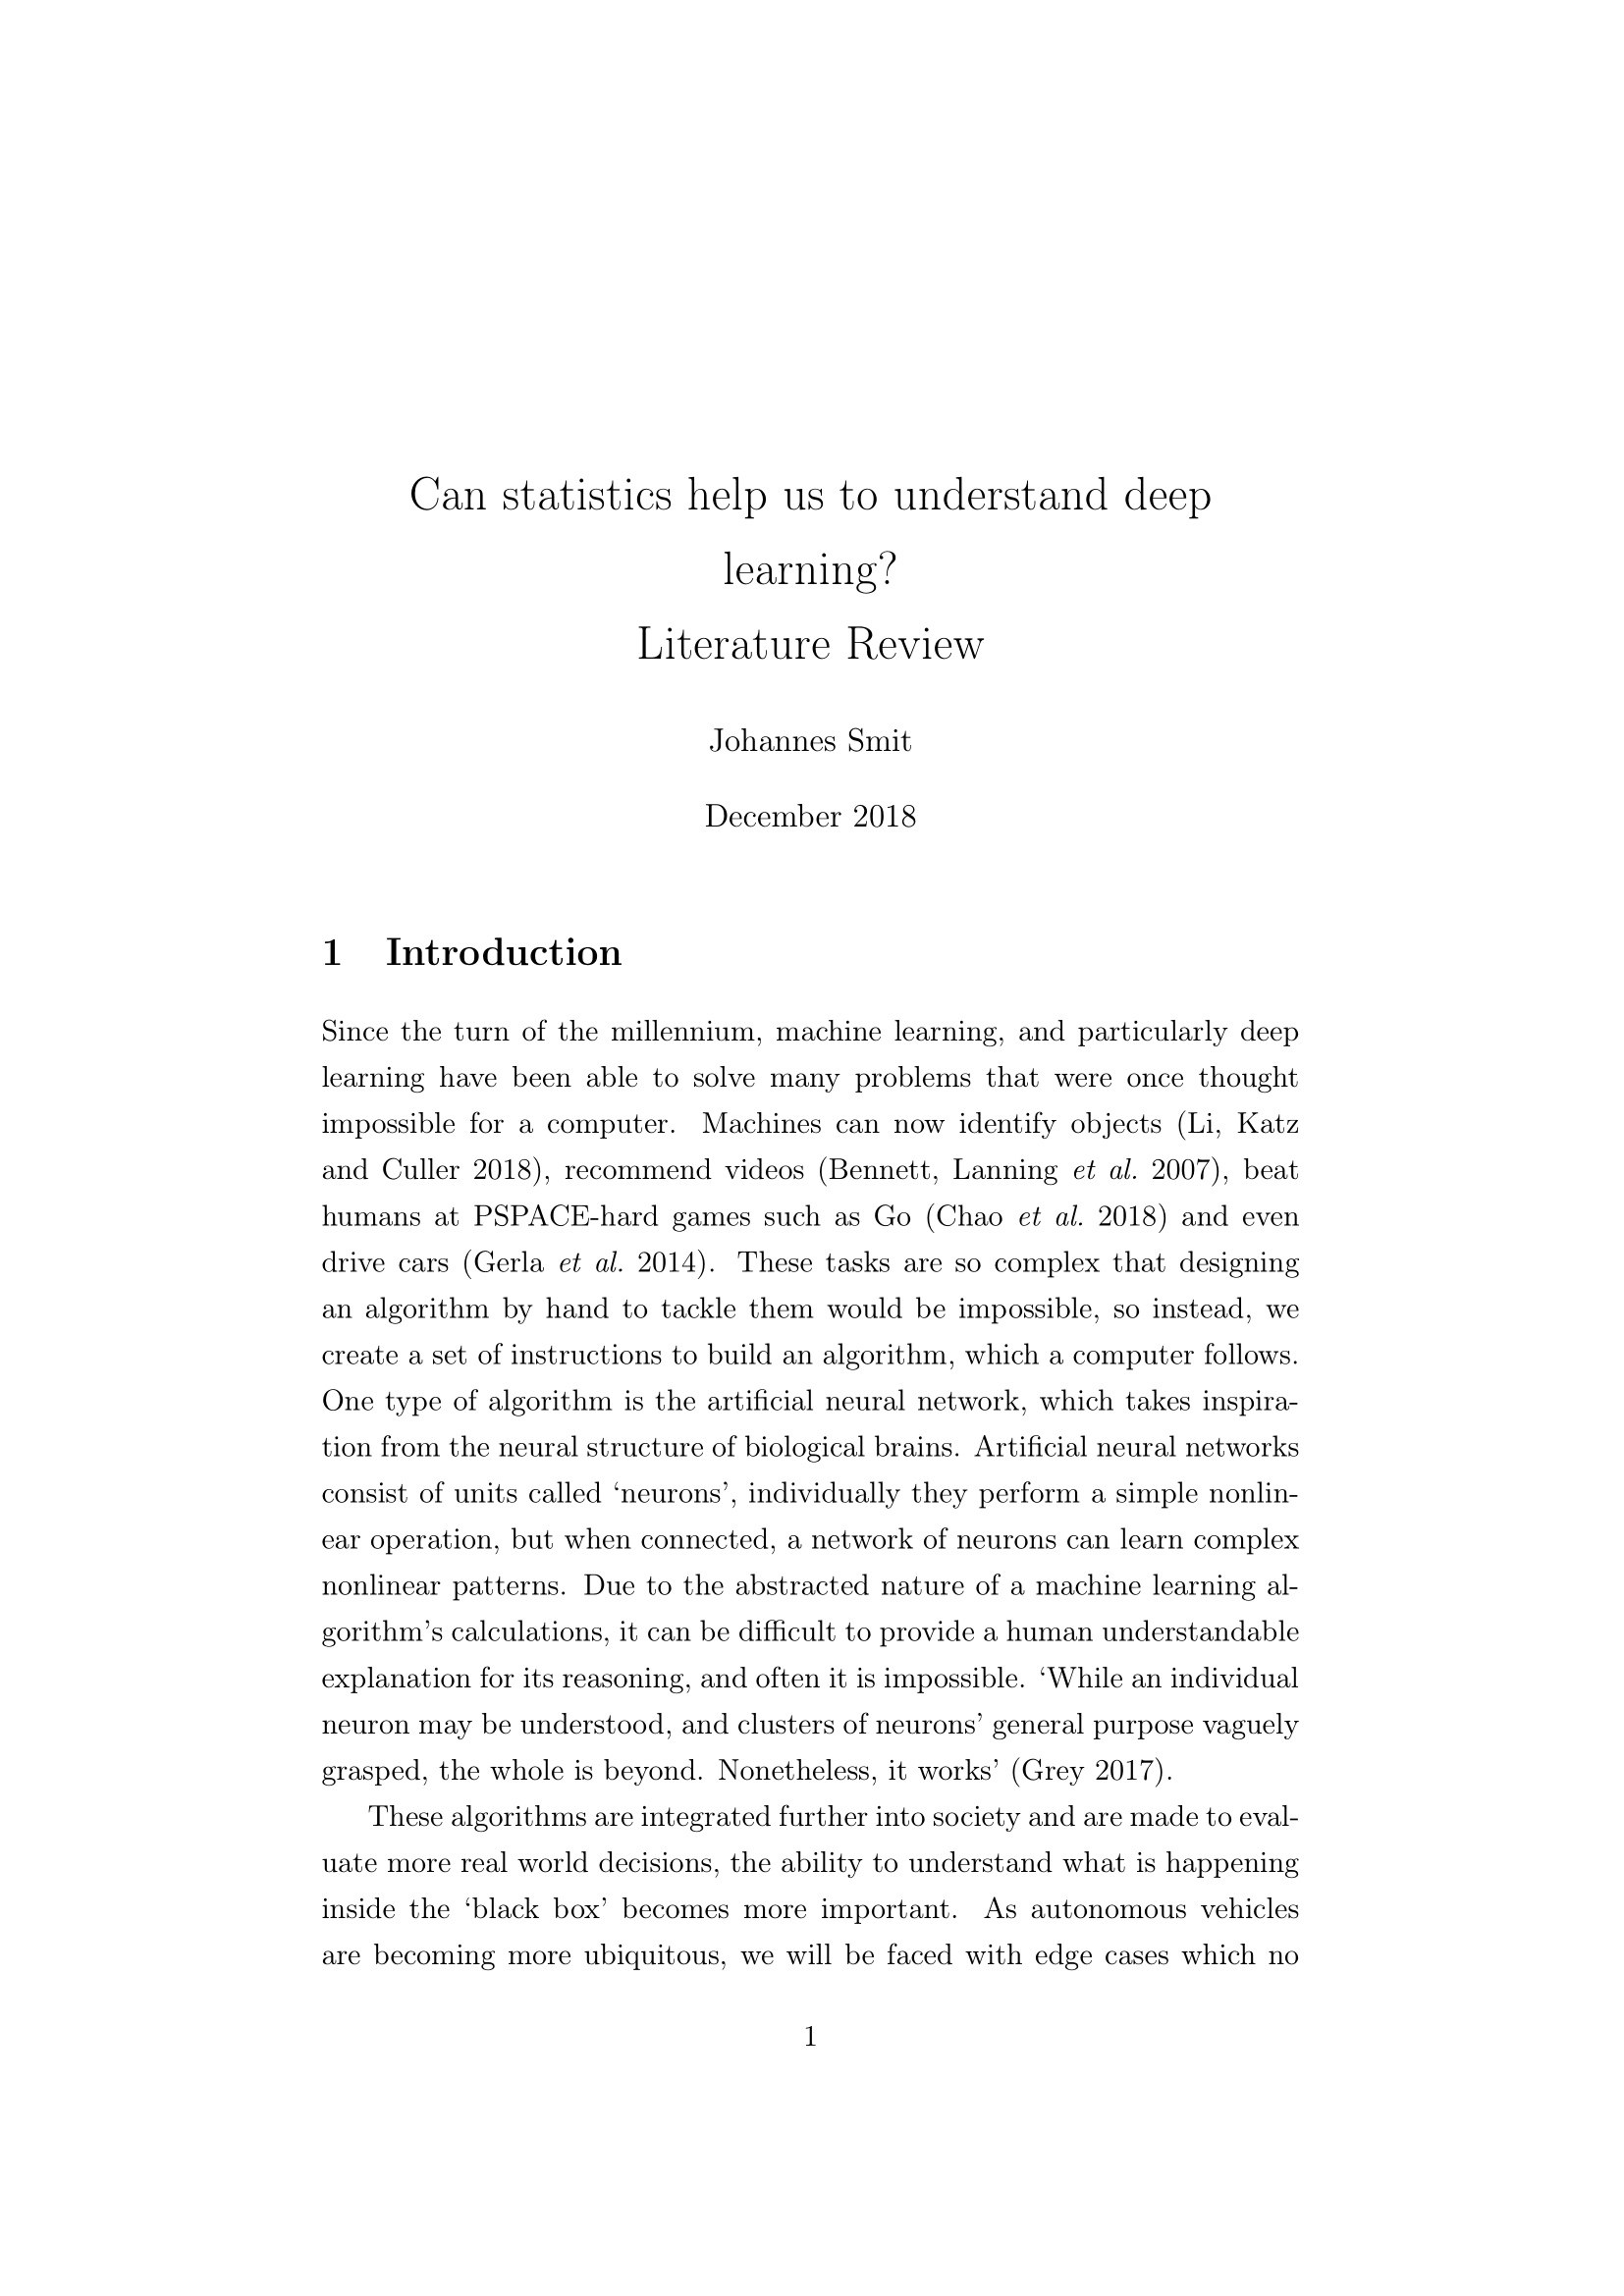 Can statistics help us to understand deep
learning?
Literature Review
Johannes Smit
December 2018
1 Introduction
Since the turn of the millennium, machine learning, and particularly deep
learning have been able to solve many problems that were once thought
impossible for a computer. Machines can now identify objects (Li, Katz
and Culler 2018), recommend videos (Bennett, Lanning et al. 2007), beat
humans at PSPACE-hard games such as Go (Chao et al. 2018) and even
drive cars (Gerla et al. 2014). These tasks are so complex that designing
an algorithm by hand to tackle them would be impossible, so instead, we
create a set of instructions to build an algorithm, which a computer follows.
One type of algorithm is the artificial neural network, which takes inspira-
tion from the neural structure of biological brains. Artificial neural networks
consist of units called ‘neurons’, individually they perform a simple nonlin-
ear operation, but when connected, a network of neurons can learn complex
nonlinear patterns. Due to the abstracted nature of a machine learning al-
gorithm’s calculations, it can be difficult to provide a human understandable
explanation for its reasoning, and often it is impossible. ‘While an individual
neuron may be understood, and clusters of neurons’ general purpose vaguely
grasped, the whole is beyond. Nonetheless, it works’ (Grey 2017).
These algorithms are integrated further into society and are made to eval-
uate more real world decisions, the ability to understand what is happening
inside the ‘black box’ becomes more important. As autonomous vehicles
are becoming more ubiquitous, we will be faced with edge cases which no
1